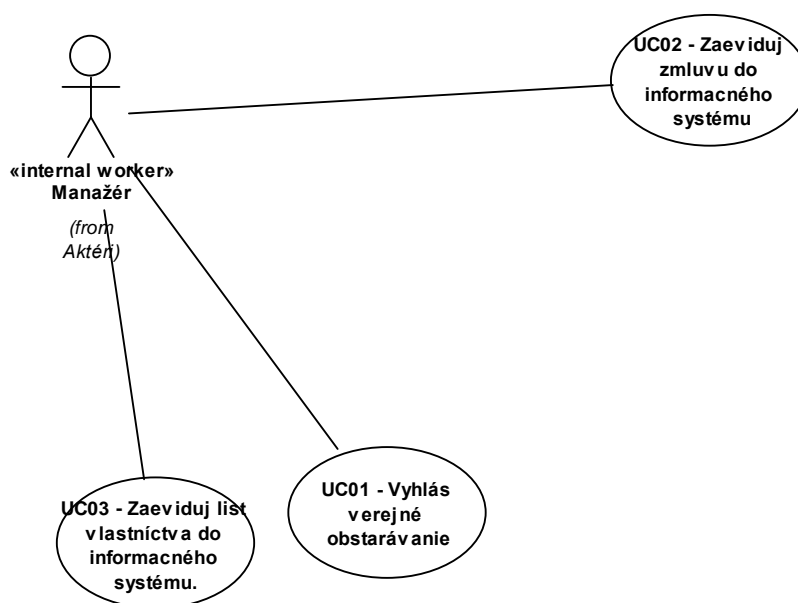 UC02 - Zaeviduj
zmluvu do
informacného
systému
«internal worker»
Manažér
(from
Aktéri)
UC01 - Vyhlás
verejné
obstarávanie
UC03 - Zaeviduj list
vlastníctva do
informacného
systému.